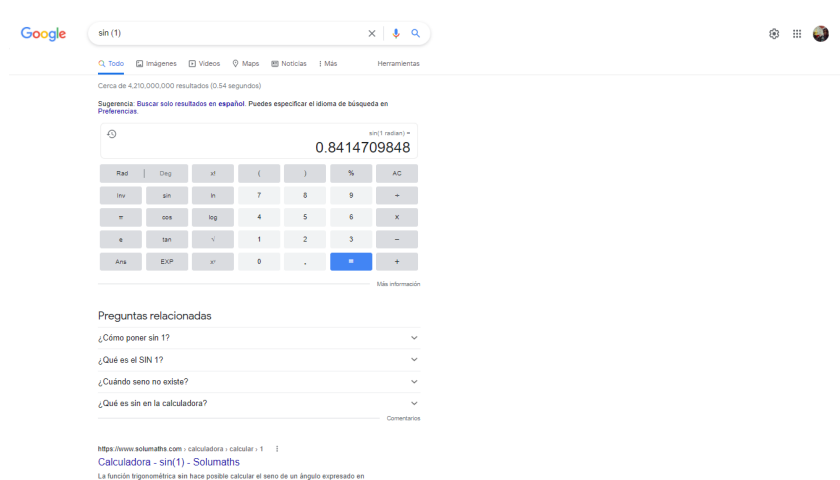 Google
sin (1)
Todo Imágenes Videos Maps Noticias Más Herramientas
Cerca de 4,210,000,000 resultados (0.54 segundos)
Sugerencia: Buscar solo resultados en español. Puedes especificar el idioma de búsqueda en
Preferencias.
sin(1 radian) =
0.8414709848
Rad | Deg x! ( ) % AC
Inv sin ln 7 8 9 ÷
π cos log 4 5 6 ×
e tan √ 1 2 3 −
Ans EXP xʸ 0 . = +
Más información
Preguntas relacionadas
¿Cómo poner sin 1?
¿Qué es el SIN 1?
¿Cuándo seno no existe?
¿Qué es sin en la calculadora?
Comentarios
https://www.solumaths.com › calculadora › calcular › 1
Calculadora - sin(1) - Solumaths
La función trigonométrica sin hace posible calcular el seno de un ángulo expresado en